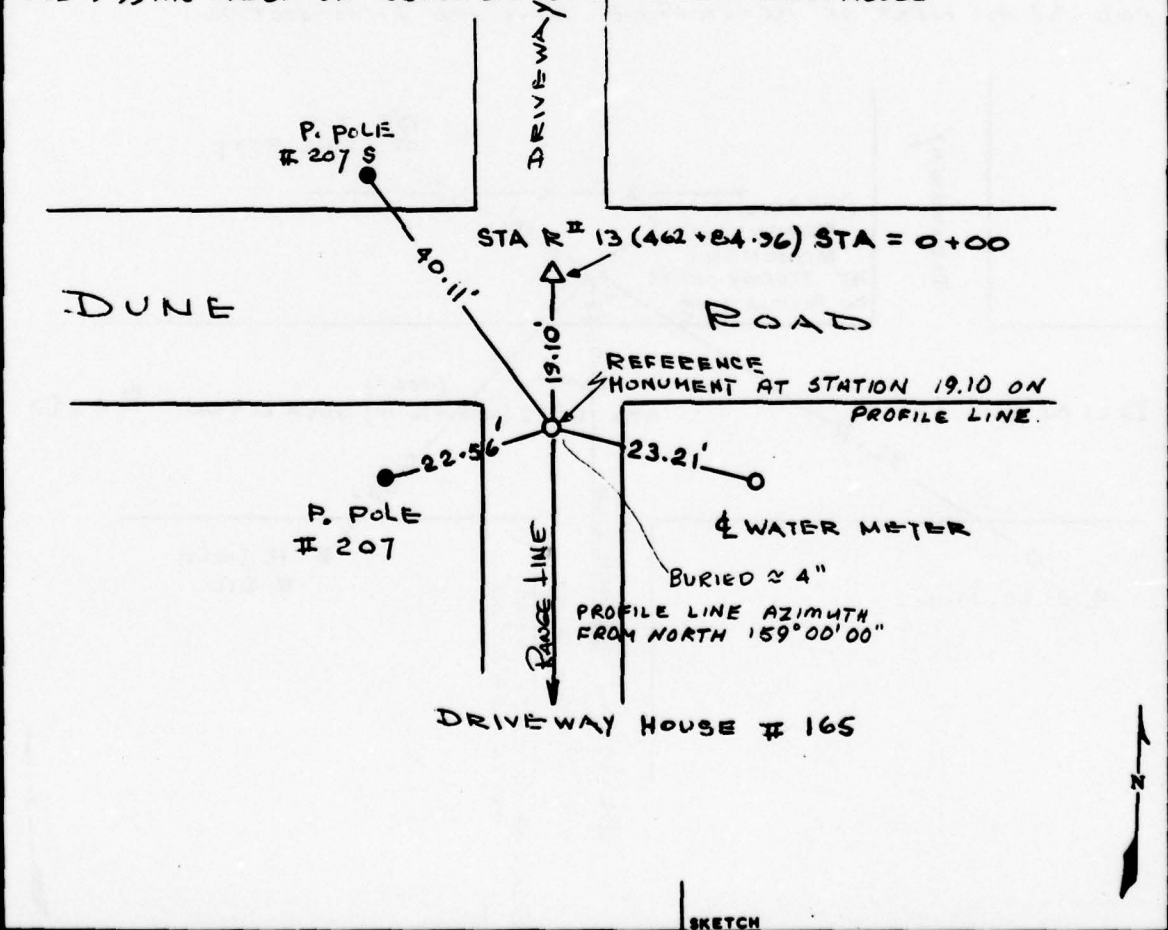 DRIVEWAY
P. POLE
# 207 S
STA R# 13 (462+84.96) STA = 0+00
40.11'
DUNE
ROAD
19.10'
REFERENCE
MONUMENT AT STATION 19.10 ON
PROFILE LINE.
22.56'
23.21'
P. POLE
# 207
℄ WATER METER
RANGE LINE
BURIED ≈ 4"
PROFILE LINE AZIMUTH
FROM NORTH 159°00'00"
DRIVEWAY HOUSE # 165
N
SKETCH